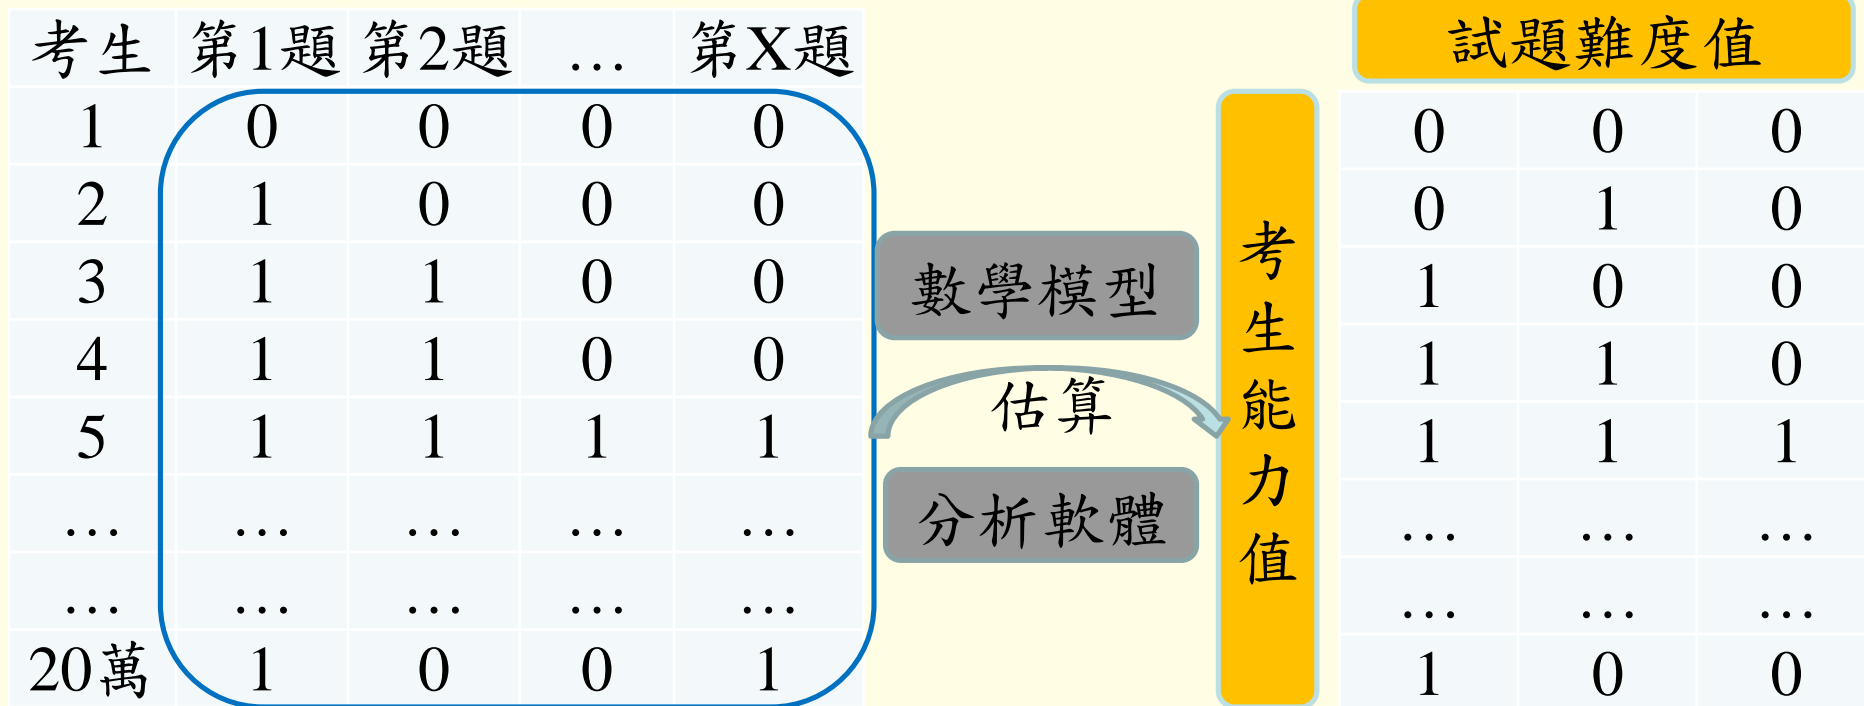 考生 第1題 第2題 … 第X題
1 0 0 0 0
2 1 0 0 0
3 1 1 0 0
4 1 1 0 0
5 1 1 1 1
… … … … …
… … … … …
20萬 1 0 0 1
數學模型
估算
分析軟體
考生能力值
試題難度值
0 0 0
0 1 0
1 0 0
1 1 0
1 1 1
… … …
… … …
1 0 0